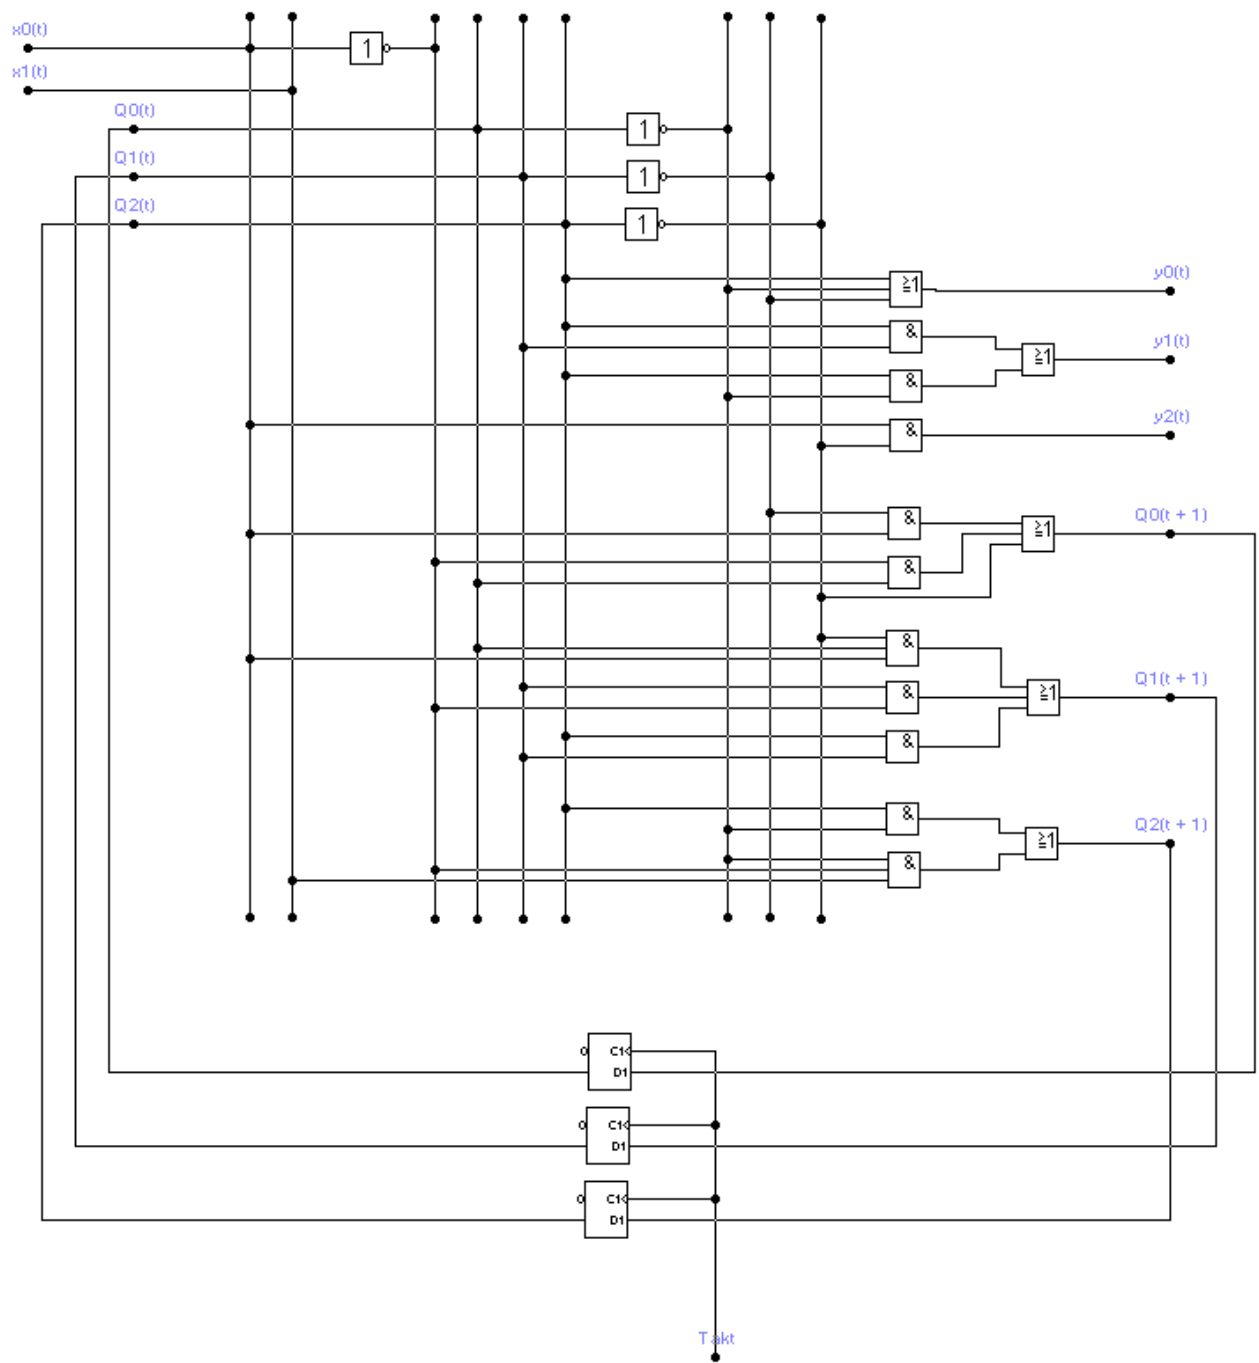 x0(t)
1
x1(t)
Q0(t)
1
Q1(t)
1
Q2(t)
1
≧1
y0(t)
&
≧1
y1(t)
&
&
y2(t)
&
≧1
Q0(t + 1)
&
&
&
≧1
Q1(t + 1)
&
&
≧1
Q2(t + 1)
&
C1
D1
C1
D1
C1
D1
Takt